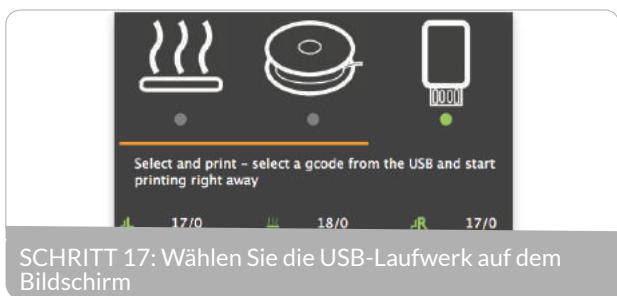 Select and print – select a gcode from the USB and start
printing right away
L 17/0 18/0 R 17/0
SCHRITT 17: Wählen Sie die USB-Laufwerk auf dem
Bildschirm